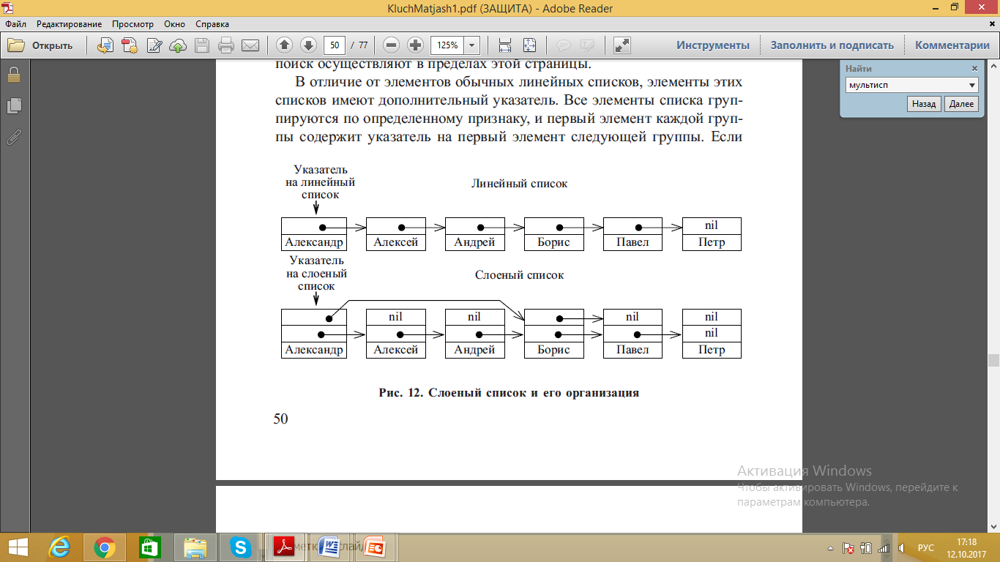 KluchMatjash1.pdf (ЗАЩИТА) - Adobe Reader
Файл Редактирование Просмотр Окно Справка
Открыть 50 / 77 125% Инструменты Заполнить и подписать Комментарии
Найти
мультисп
Назад Далее
поиск осуществляют в пределах этой страницы.
В отличие от элементов обычных линейных списков, элементы этих
списков имеют дополнительный указатель. Все элементы списка груп-
пируются по определенному признаку, и первый элемент каждой груп-
пы содержит указатель на первый элемент следующей группы. Если
Указатель
на линейный
список
Линейный список
nil
Александр Алексей Андрей Борис Павел Петр
Указатель
на слоеный
список
Слоеный список
nil nil nil nil
nil
Александр Алексей Андрей Борис Павел Петр
Рис. 12. Слоеный список и его организация
50
Активация Windows
Чтобы активировать Windows, перейдите к
параметрам компьютера.
РУС
17:18
12.10.2017